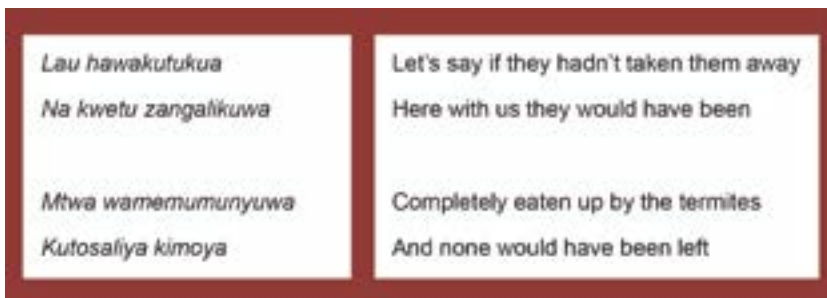 Lau hawakutukua
Na kwetu zangalikuwa
Mtwa wamemumunyuwa
Kutosaliya kimoya
Let's say if they hadn't taken them away
Here with us they would have been
Completely eaten up by the termites
And none would have been left